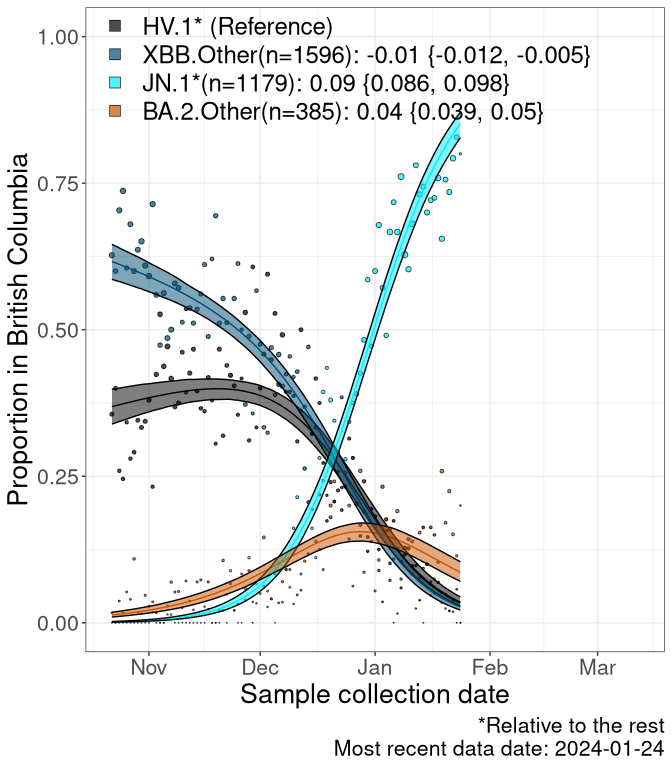 HV.1* (Reference)
XBB.Other(n=1596): -0.01 {-0.012, -0.005}
JN.1*(n=1179): 0.09 {0.086, 0.098}
BA.2.Other(n=385): 0.04 {0.039, 0.05}
Proportion in British Columbia
1.00
0.75
0.50
0.25
0.00
Nov Dec Jan Feb Mar
Sample collection date
*Relative to the rest
Most recent data date: 2024-01-24